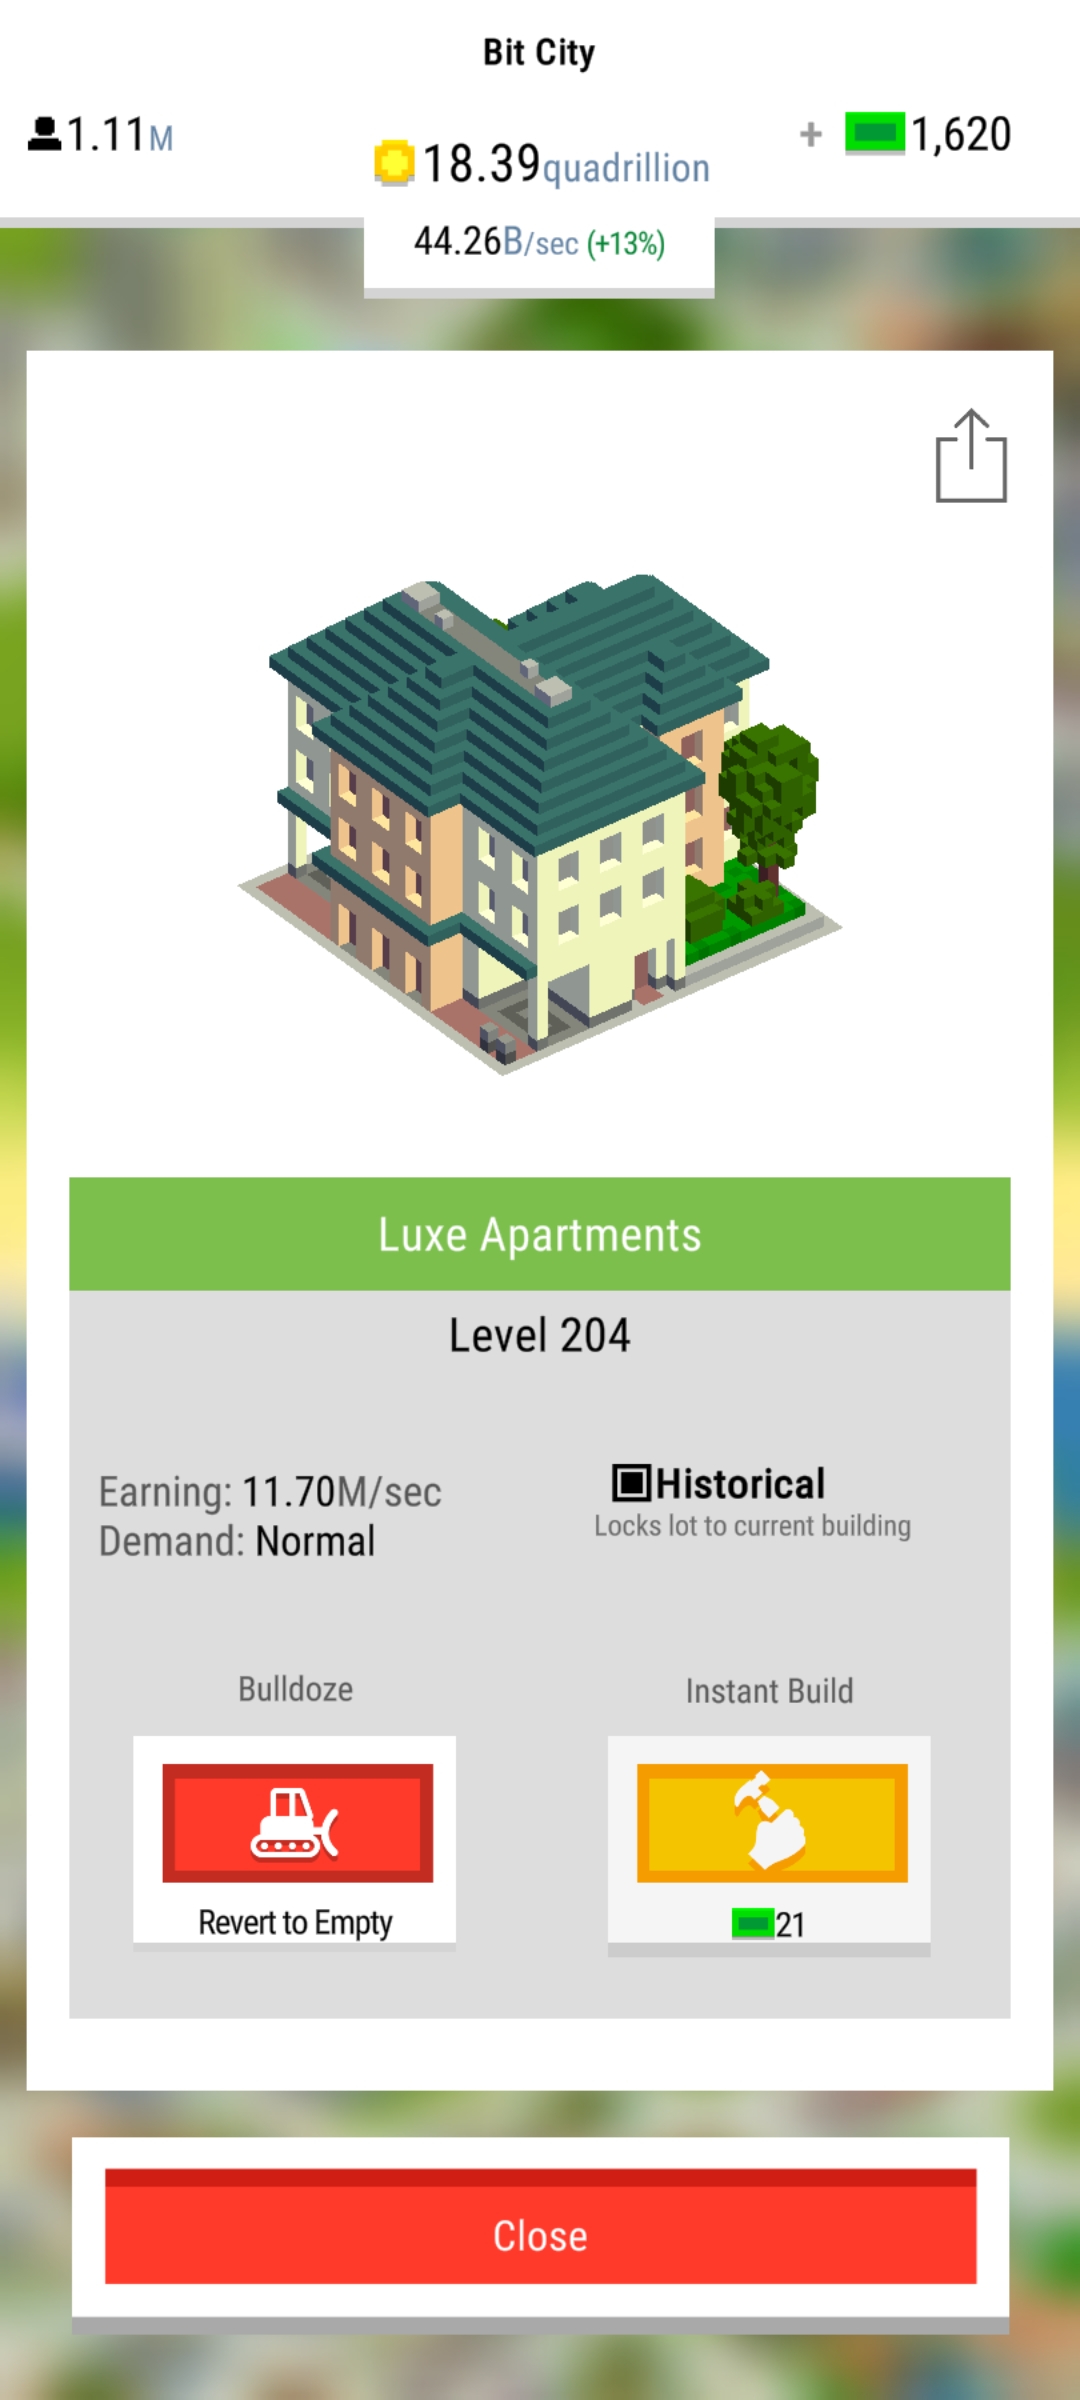 Bit City
1.11M
18.39quadrillion
+ 1,620
44.26B/sec (+13%)
Luxe Apartments
Level 204
Earning: 11.70M/sec
Demand: Normal
Historical
Locks lot to current building
Bulldoze
Instant Build
Revert to Empty
21
Close